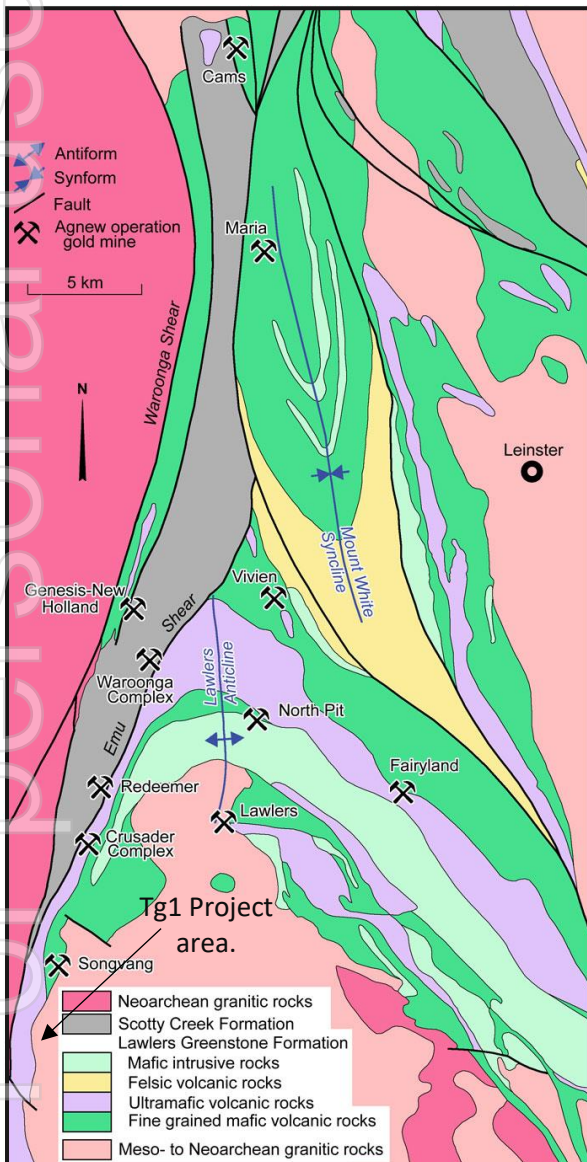 Cams
Antiform
Synform
Fault
Agnew operation
gold mine
5 km
Maria
Waroonga Shear
N
Leinster
Mount White
Syncline
Genesis-New
Holland
Vivien
Emu Shear
Waroonga
Complex
Lawlers
Anticline
North Pit
Redeemer
Fairyland
Lawlers
Crusader
Complex
Tg1 Project
area.
Songvang
Neoarchean granitic rocks
Scotty Creek Formation
Lawlers Greenstone Formation
Mafic intrusive rocks
Felsic volcanic rocks
Ultramafic volcanic rocks
Fine grained mafic volcanic rocks
Meso- to Neoarchean granitic rocks
personal us